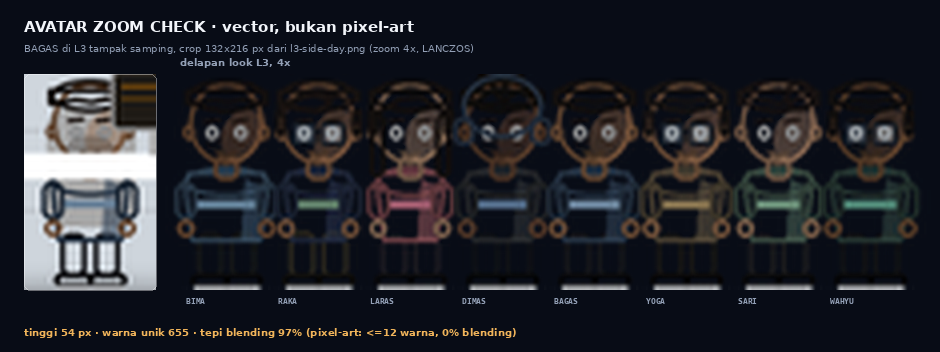 AVATAR ZOOM CHECK · vector, bukan pixel-art
BAGAS di L3 tampak samping, crop 132x216 px dari l3-side-day.png (zoom 4x, LANCZOS)
delapan look L3, 4x
BIMA RAKA LARAS DIMAS BAGAS YOGA SARI WAHYU
tinggi 54 px · warna unik 655 · tepi blending 97% (pixel-art: <=12 warna, 0% blending)